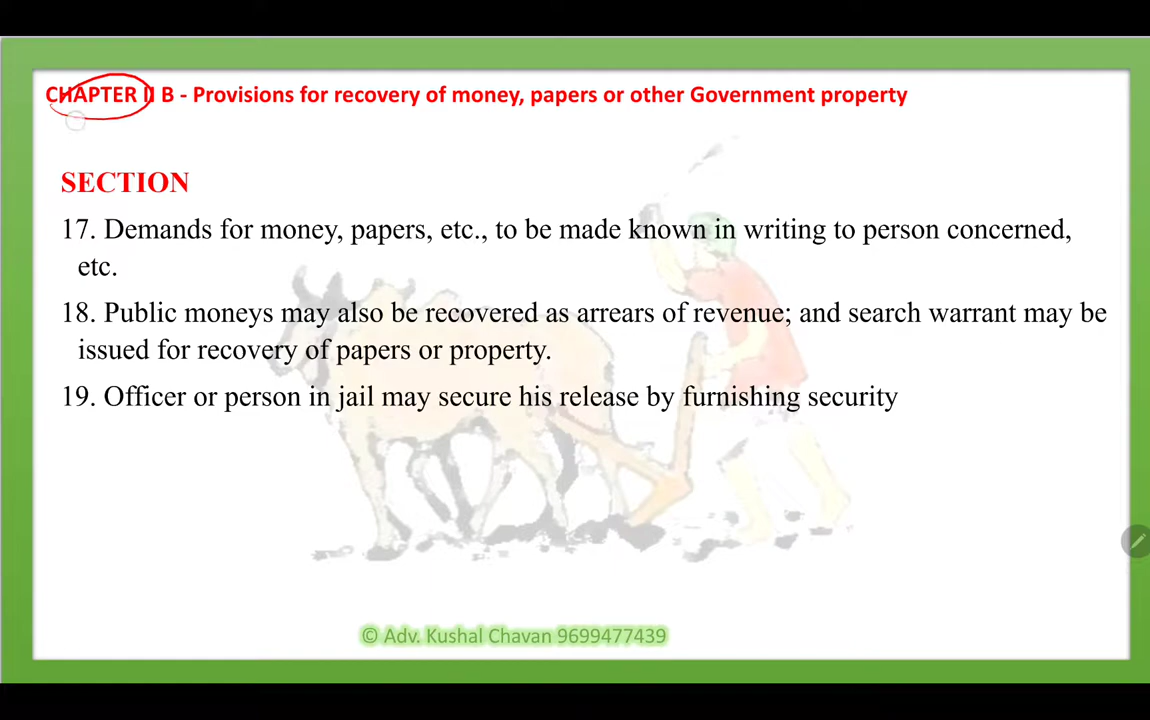 CHAPTER II B - Provisions for recovery of money, papers or other Government property
SECTION
17. Demands for money, papers, etc., to be made known in writing to person concerned,
etc.
18. Public moneys may also be recovered as arrears of revenue; and search warrant may be
issued for recovery of papers or property.
19. Officer or person in jail may secure his release by furnishing security
© Adv. Kushal Chavan 9699477439